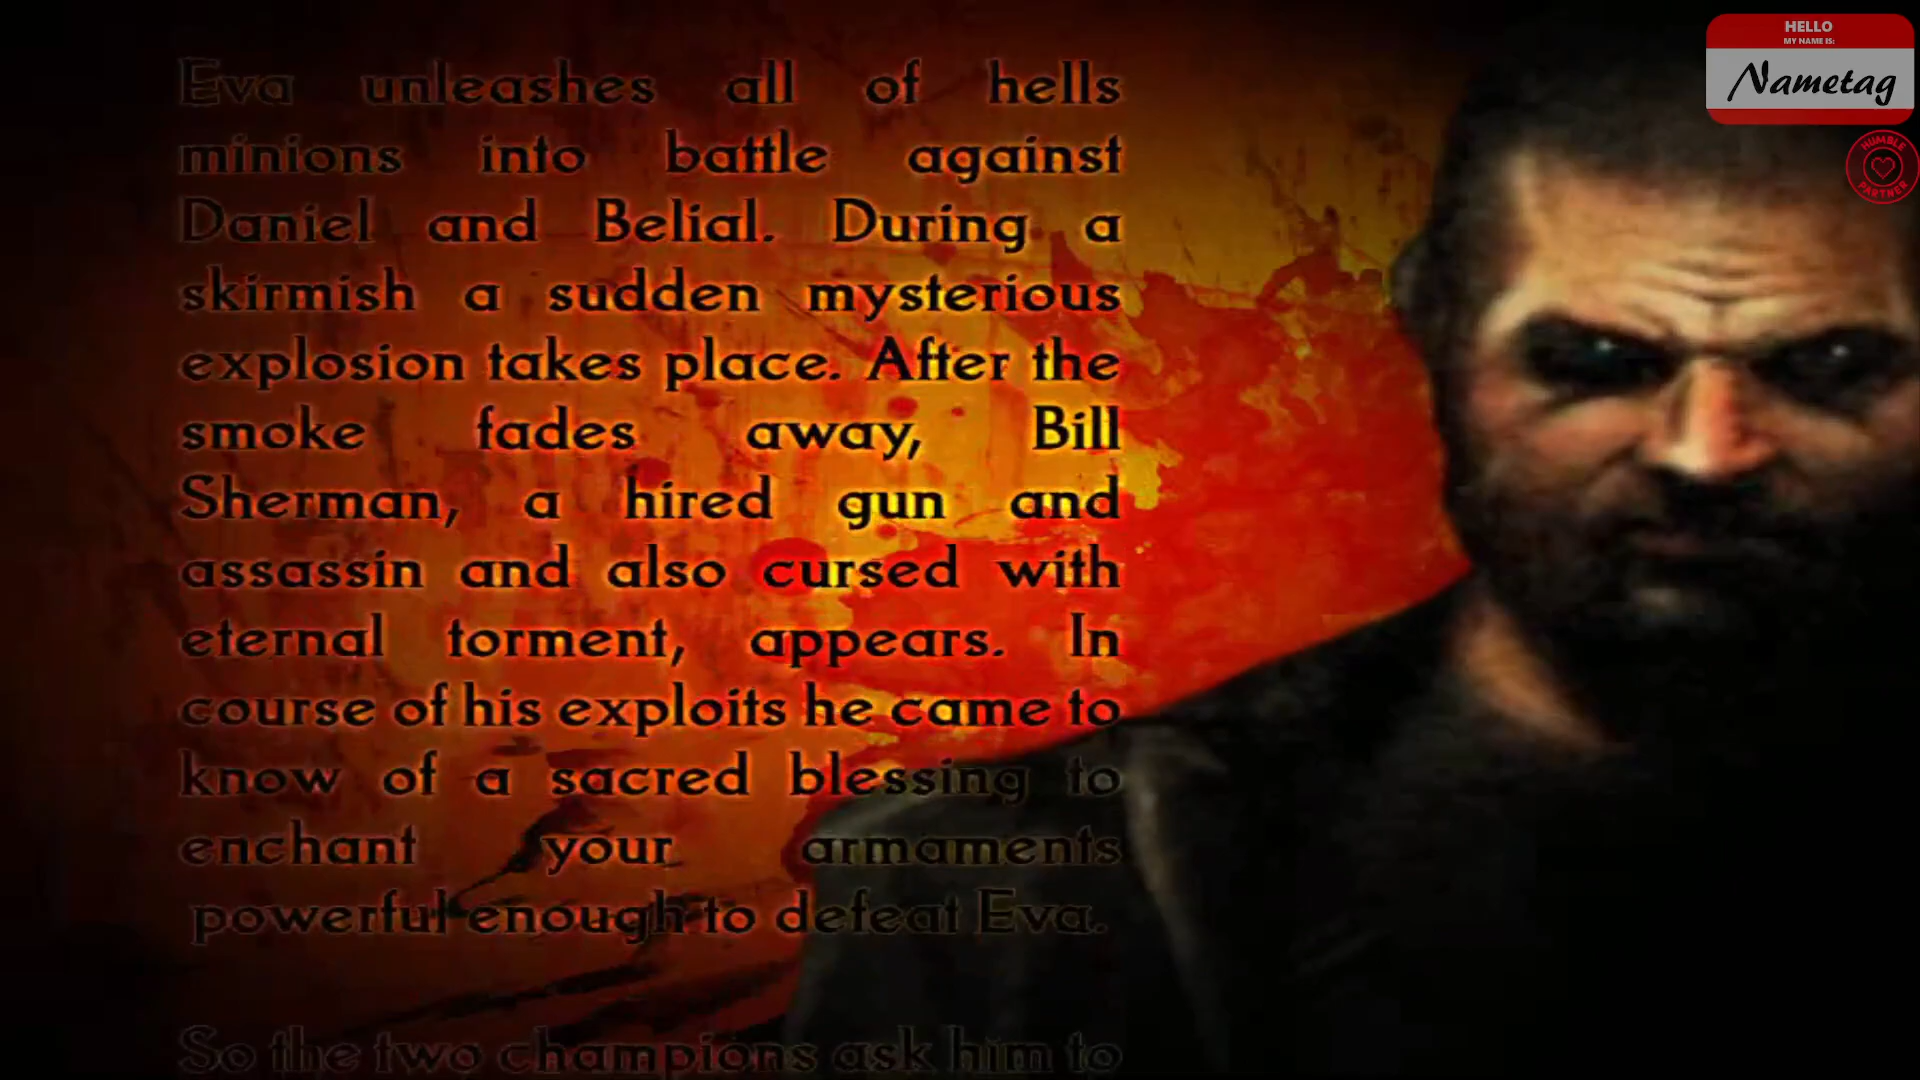 Eva unleashes all of hells
minions into battle against
Daniel and Belial. During a
skirmish a sudden mysterious
explosion takes place. After the
smoke fades away, Bill
Sherman, a hired gun and
assassin and also cursed with
eternal torment, appears. In
course of his exploits he came to
know of a sacred blessing to
enchant your armaments
powerful enough to defeat Eva.
So the two champions ask him to
HELLO
MY NAME IS:
Nametag
HUMBLE
PARTNER